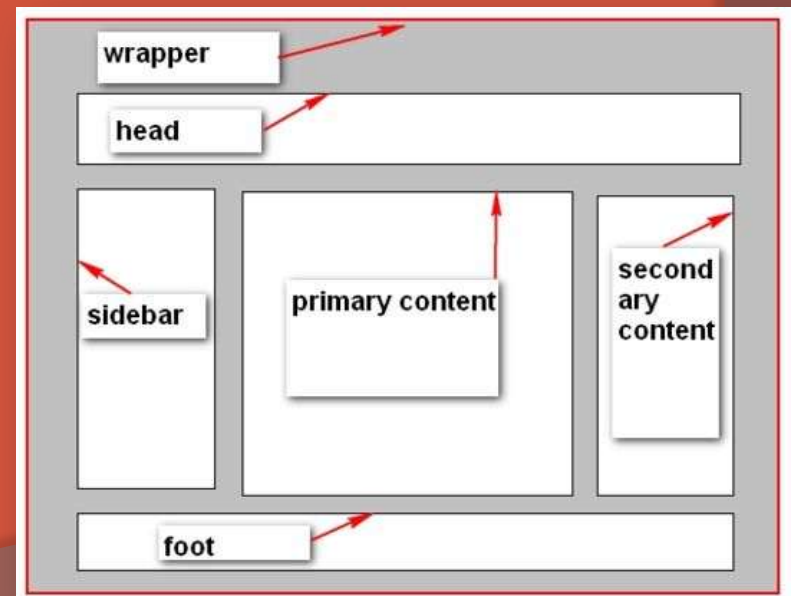 wrapper
head
sidebar
primary content
second
ary
content
foot